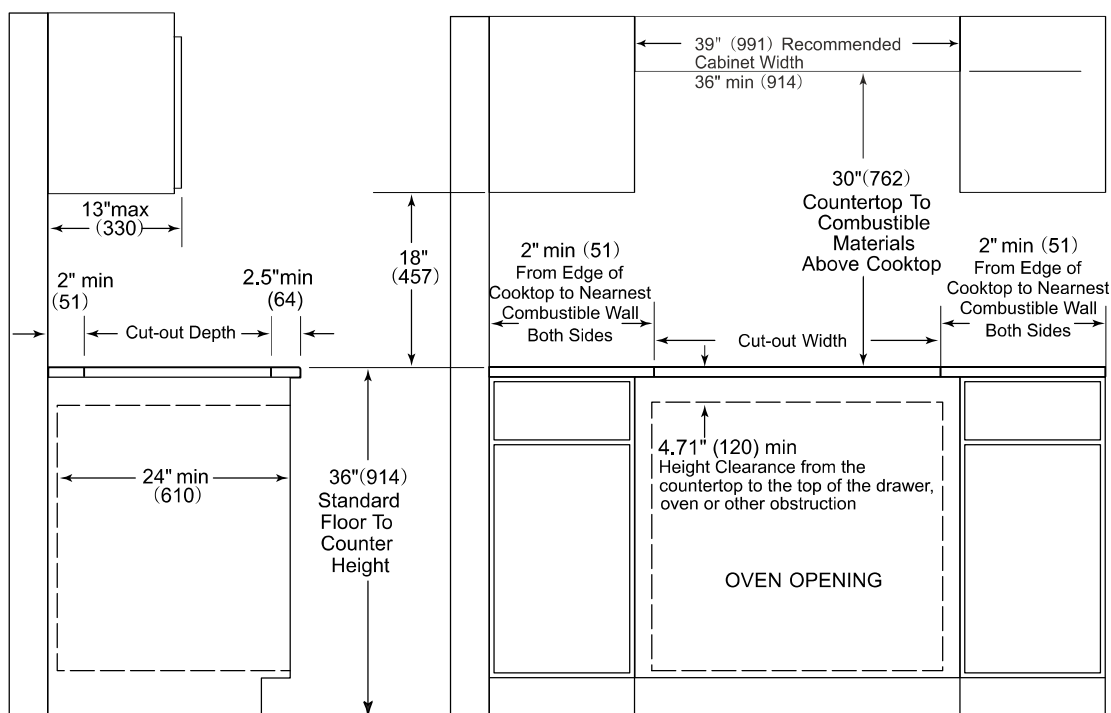 39" (991) Recommended
Cabinet Width
36" min (914)
30"(762)
Countertop To
Combustible
Materials
Above Cooktop
13"max
(330)
18"
(457)
2" min (51)
From Edge of
Cooktop to Nearnest
Combustible Wall
Both Sides
2" min (51)
From Edge of
Cooktop to Nearnest
Combustible Wall
Both Sides
2" min
(51)
2.5"min
(64)
Cut-out Depth
Cut-out Width
24" min
(610)
36"(914)
Standard
Floor To
Counter
Height
4.71" (120) min
Height Clearance from the
countertop to the top of the drawer,
oven or other obstruction
OVEN OPENING